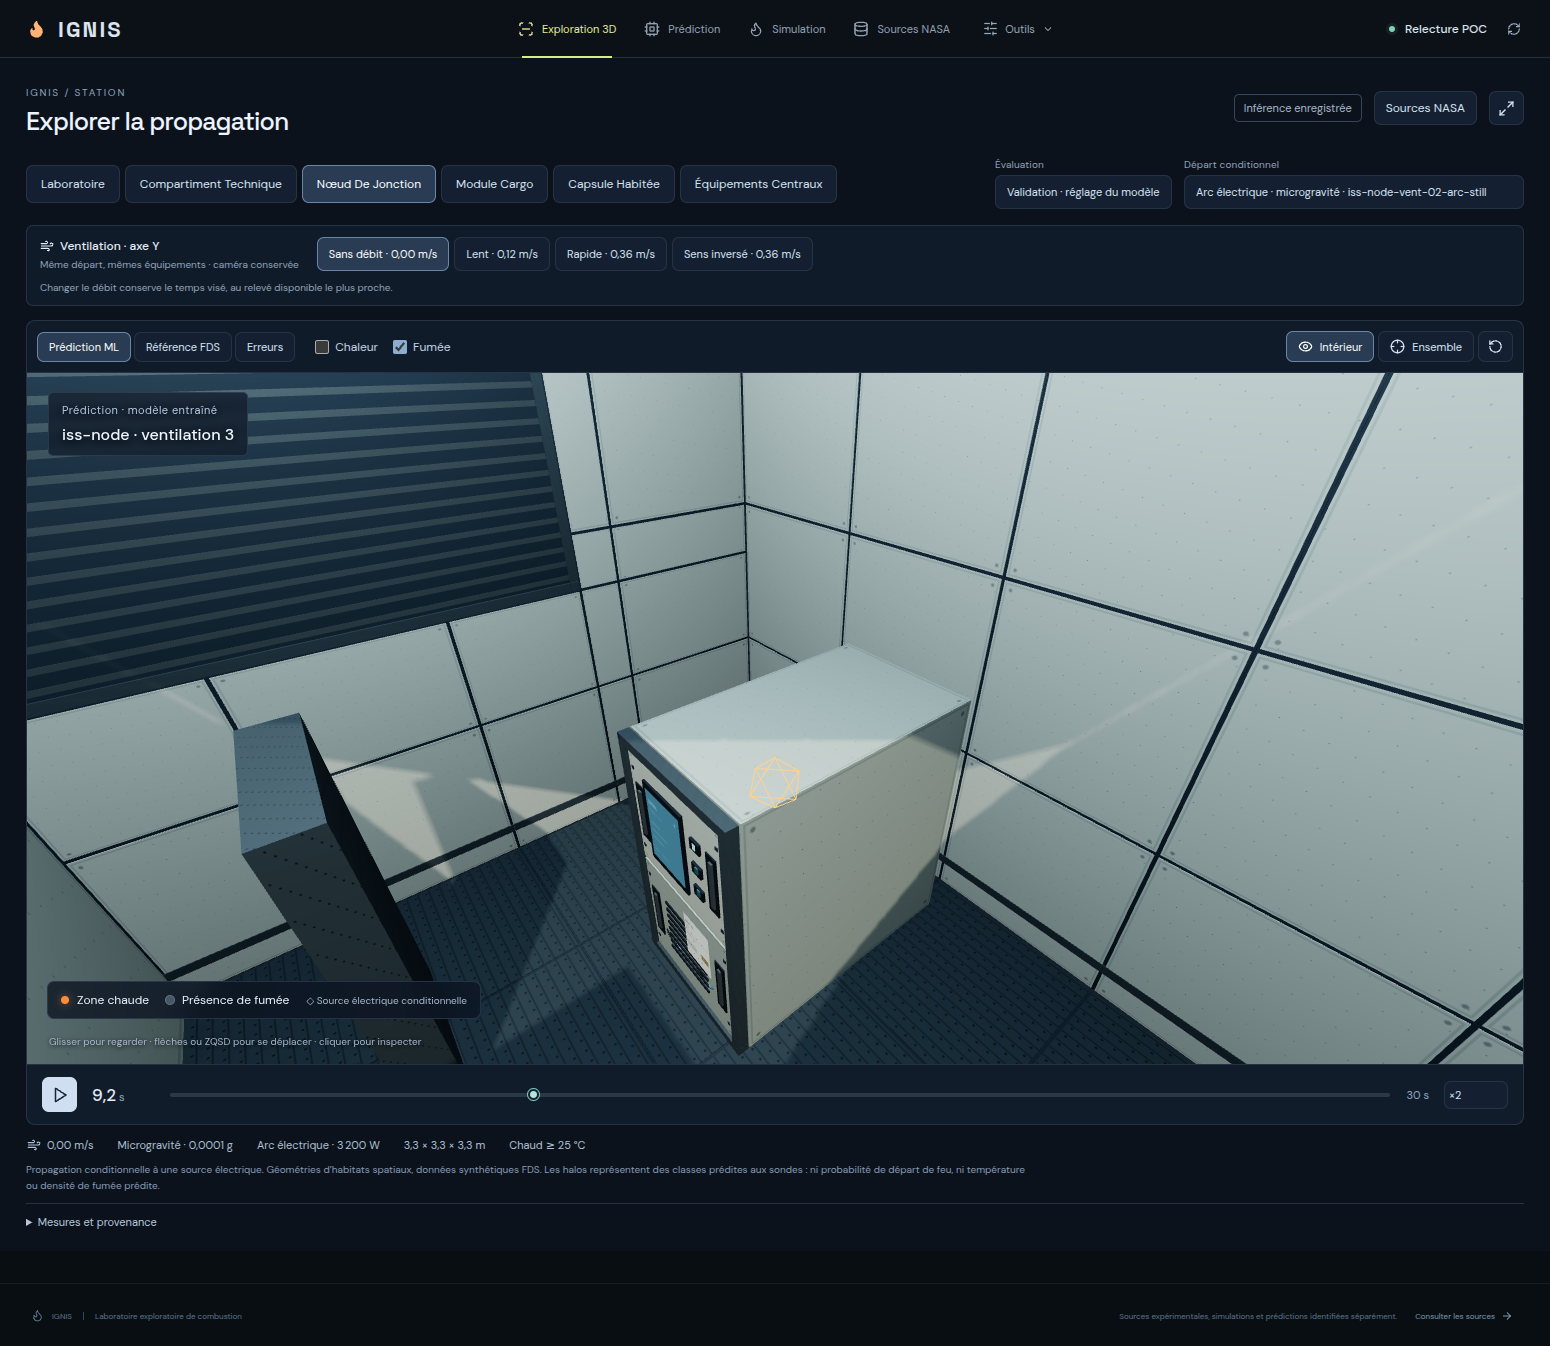 IGNIS
Exploration 3D
Prédiction
Simulation
Sources NASA
Outils
Relecture POC
IGNIS / STATION
Explorer la propagation
Inférence enregistrée
Sources NASA
Laboratoire
Compartiment Technique
Nœud De Jonction
Module Cargo
Capsule Habitée
Équipements Centraux
Évaluation
Validation · réglage du modèle
Départ conditionnel
Arc électrique · microgravité · iss-node-vent-02-arc-still
Ventilation · axe Y
Même départ, mêmes équipements · caméra conservée
Sans débit · 0,00 m/s
Lent · 0,12 m/s
Rapide · 0,36 m/s
Sens inversé · 0,36 m/s
Changer le débit conserve le temps visé, au relevé disponible le plus proche.
Prédiction ML
Référence FDS
Erreurs
Chaleur
Fumée
Intérieur
Ensemble
Prédiction · modèle entraîné
iss-node · ventilation 3
Zone chaude
Présence de fumée
◇ Source électrique conditionnelle
Glisser pour regarder · flèches ou ZQSD pour se déplacer · cliquer pour inspecter
9,2 s
30 s
×2
0,00 m/s
Microgravité · 0,0001 g
Arc électrique · 3 200 W
3,3 × 3,3 × 3,3 m
Chaud ≥ 25 °C
Propagation conditionnelle à une source électrique. Géométries d'habitats spatiaux, données synthétiques FDS. Les halos représentent des classes prédites aux sondes : ni probabilité de départ de feu, ni température
ou densité de fumée prédite.
Mesures et provenance
IGNIS | Laboratoire exploratoire de combustion
Sources expérimentales, simulations et prédictions identifiées séparément.
Consulter les sources